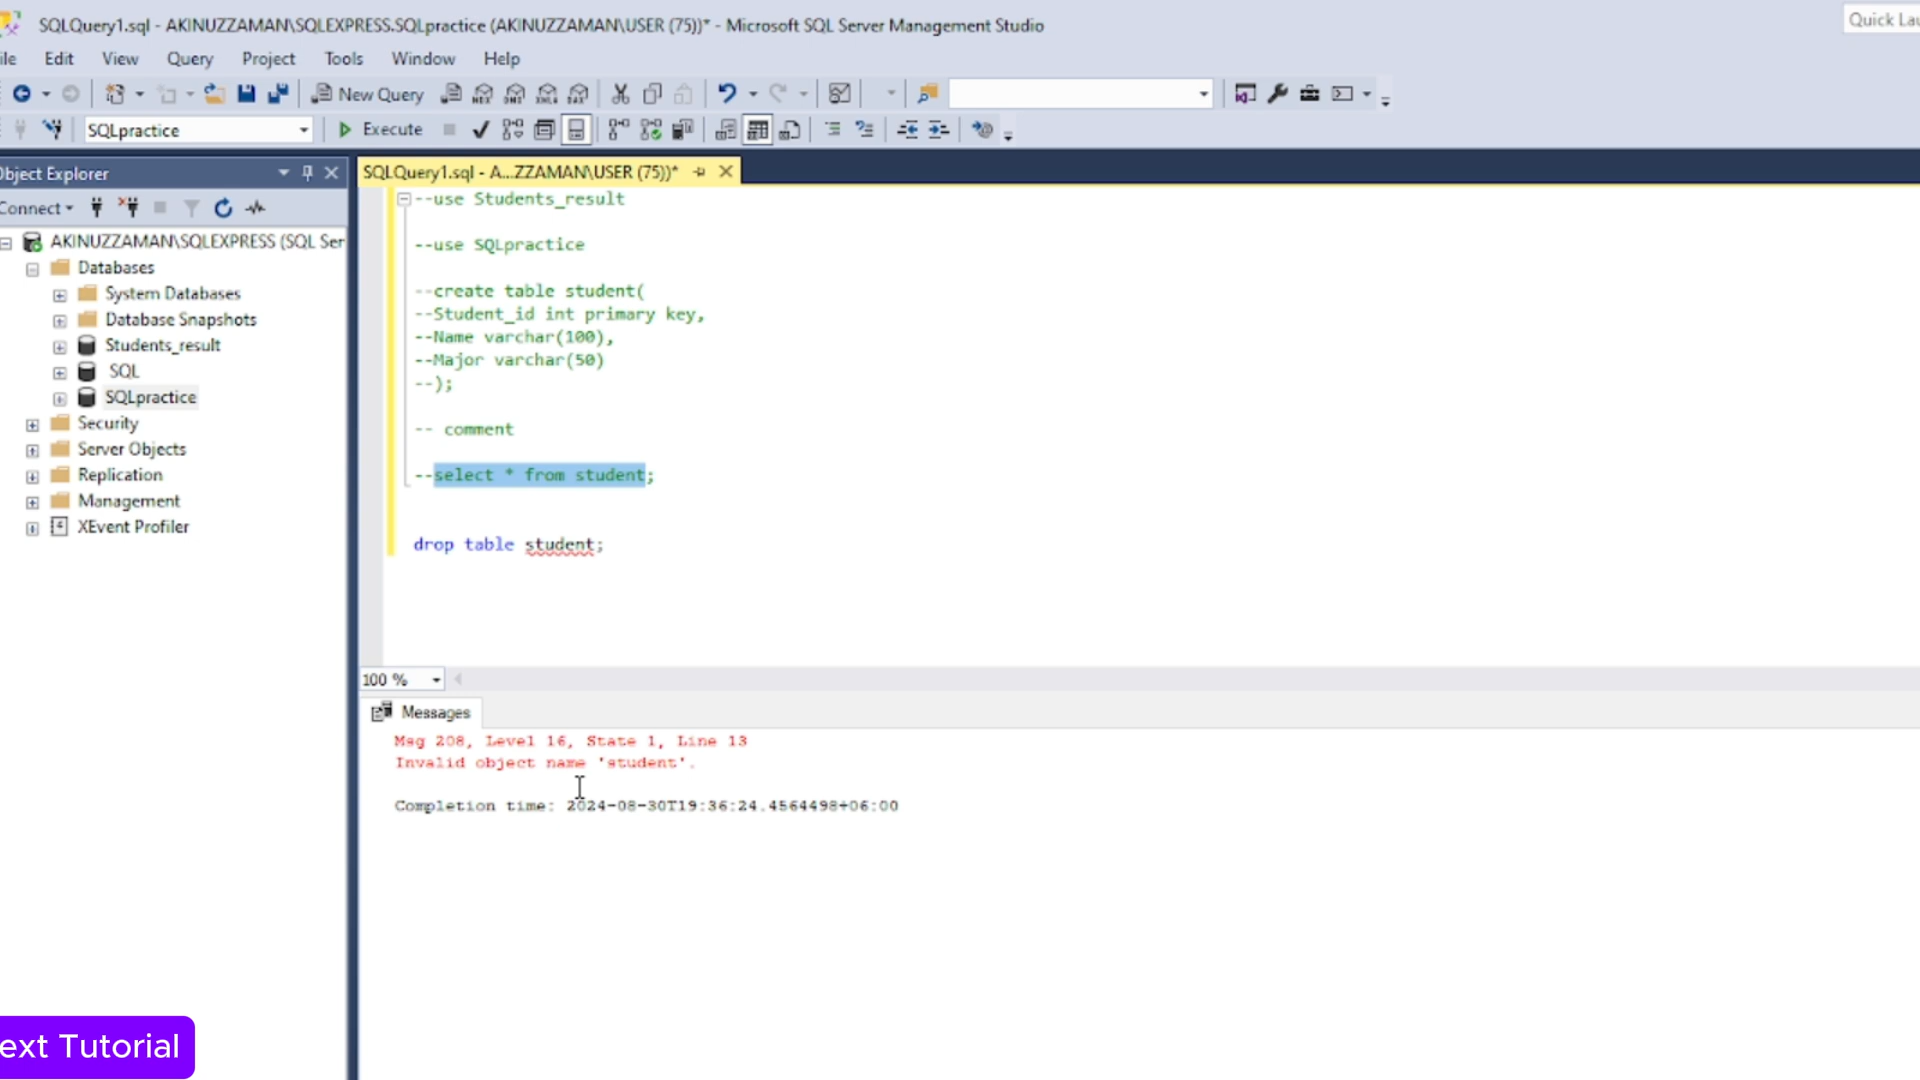 SQLQuery1.sql - AKINUZZAMAN\SQLEXPRESS.SQLpractice (AKINUZZAMAN\USER (75))* - Microsoft SQL Server Management Studio
Quick Lau
ile Edit View Query Project Tools Window Help
New Query
SQLpractice
Execute
Object Explorer
SQLQuery1.sql - A...ZZAMAN\USER (75))*
Connect
AKINUZZAMAN\SQLEXPRESS (SQL Ser
Databases
System Databases
Database Snapshots
Students_result
SQL
SQLpractice
Security
Server Objects
Replication
Management
XEvent Profiler
--use Students_result
--use SQLpractice
--create table student(
--Student_id int primary key,
--Name varchar(100),
--Major varchar(50)
--);
-- comment
--select * from student;
drop table student;
100 %
Messages
Msg 208, Level 16, State 1, Line 13
Invalid object name 'student'.
Completion time: 2024-08-30T19:36:24.4564498+06:00
ext Tutorial